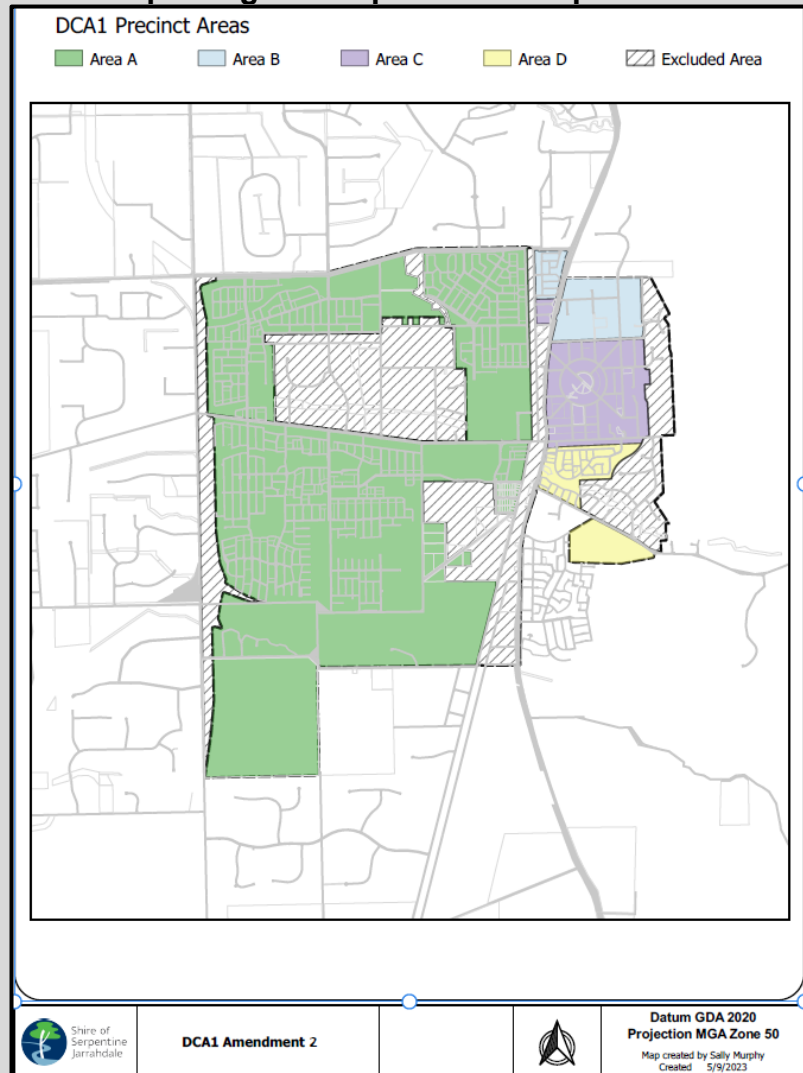 DCA1 Precinct Areas
Area A
Area B
Area C
Area D
Excluded Area
Shire of
Serpentine
Jarrahdale
DCA1 Amendment 2
Datum GDA 2020
Projection MGA Zone 50
Map created by Sally Murphy
Created 5/9/2023